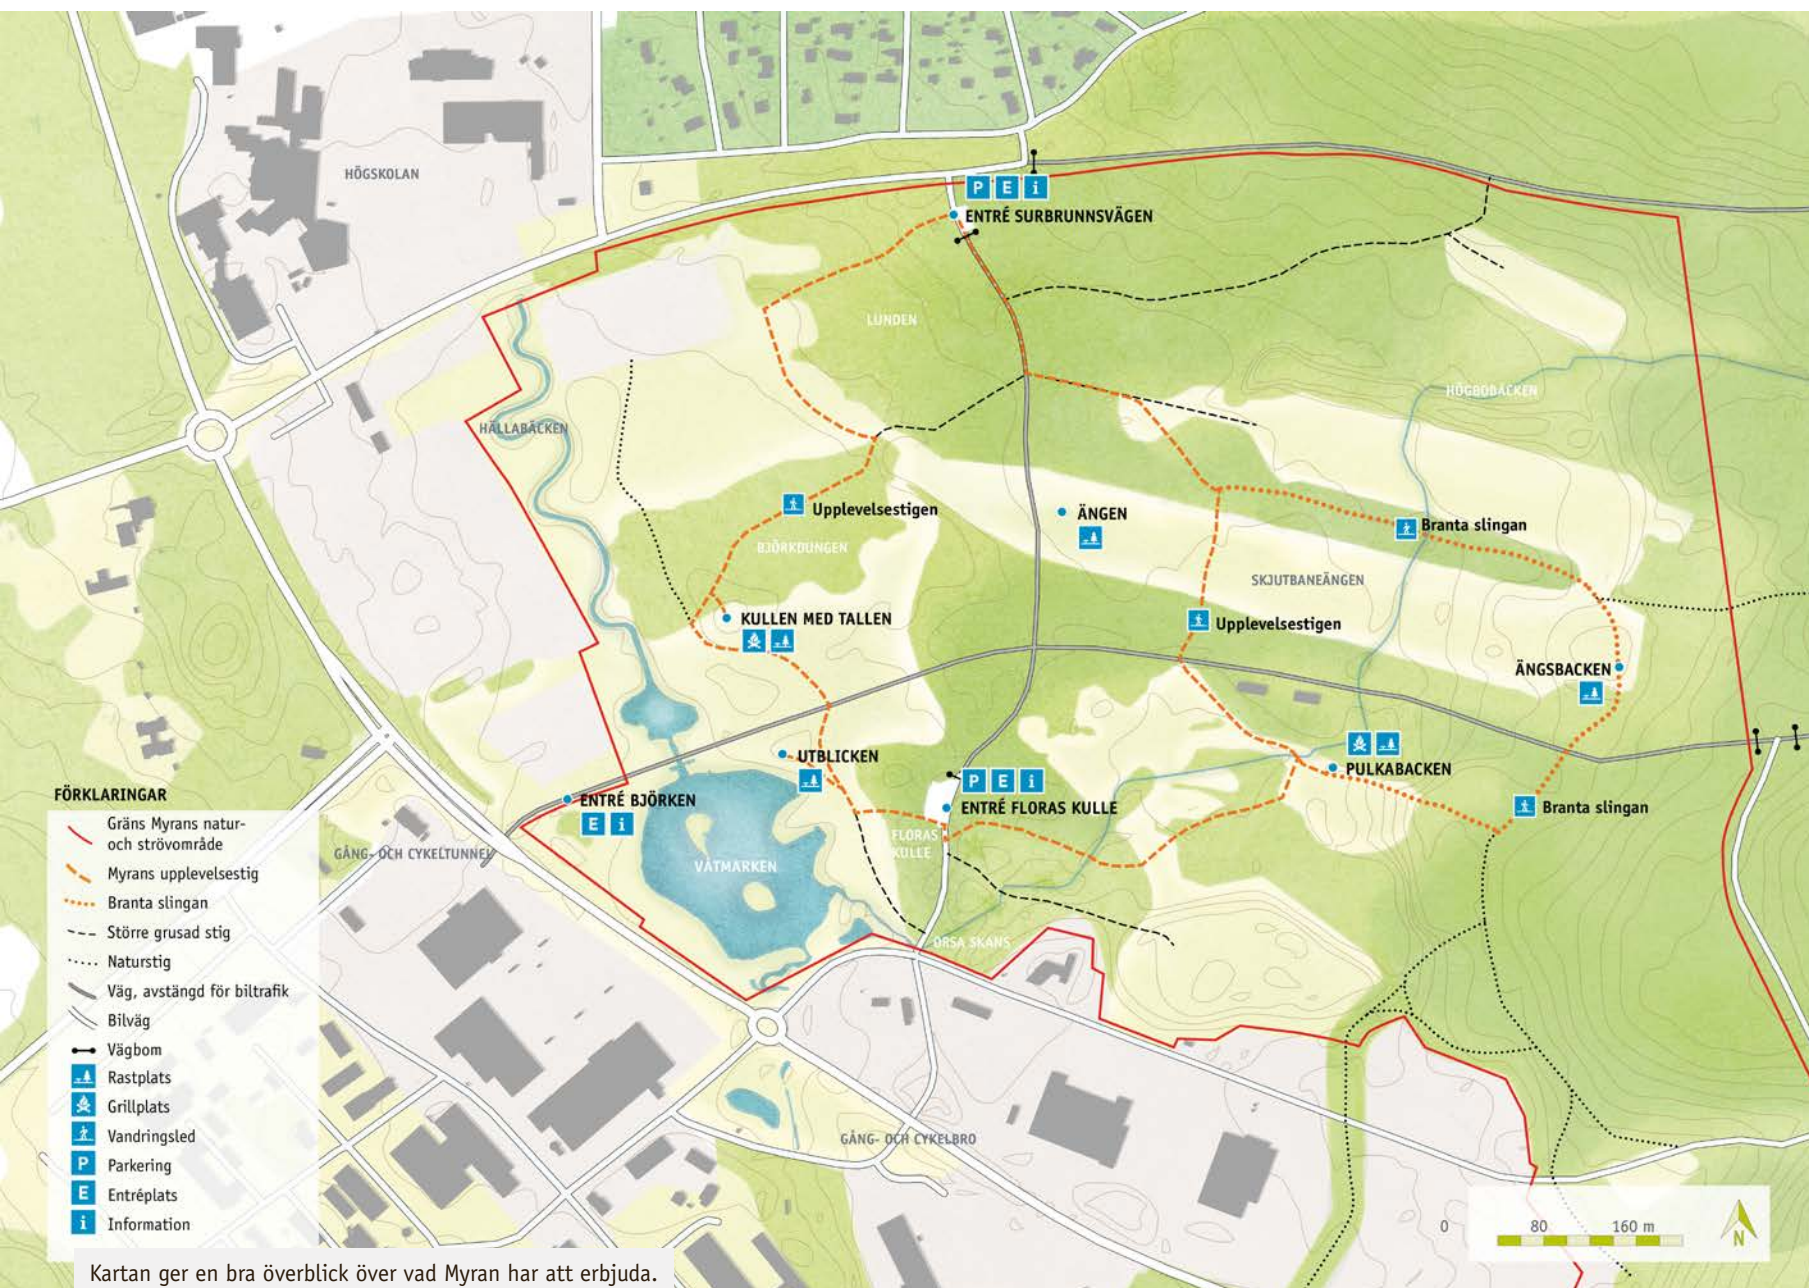 HÖGSKOLAN
P E i
ENTRÉ SURBRUNNSVÄGEN
LUNDEN
HÖGBOBÄCKEN
HÄLLABÄCKEN
Upplevelsestigen
ÄNGEN
Branta slingan
BJÖRKDUNGEN
SKJUTBANEÄNGEN
KULLEN MED TALLEN
Upplevelsestigen
ÄNGSBACKEN
UTBLICKEN
PULKABACKEN
P E i
ENTRÉ BJÖRKEN
E i
ENTRÉ FLORAS KULLE
Branta slingan
FLORAS
KULLE
GÅNG- OCH CYKELTUNNEL
VÅTMARKEN
ORSA SKANS
GÅNG- OCH CYKELBRO
FÖRKLARINGAR
Gräns Myrans natur-
och strövområde
Myrans upplevelsestig
Branta slingan
Större grusad stig
Naturstig
Väg, avstängd för biltrafik
Bilväg
Vägbom
Rastplats
Grillplats
Vandringsled
P Parkering
E Entréplats
i Information
0 80 160 m
N
Kartan ger en bra överblick över vad Myran har att erbjuda.